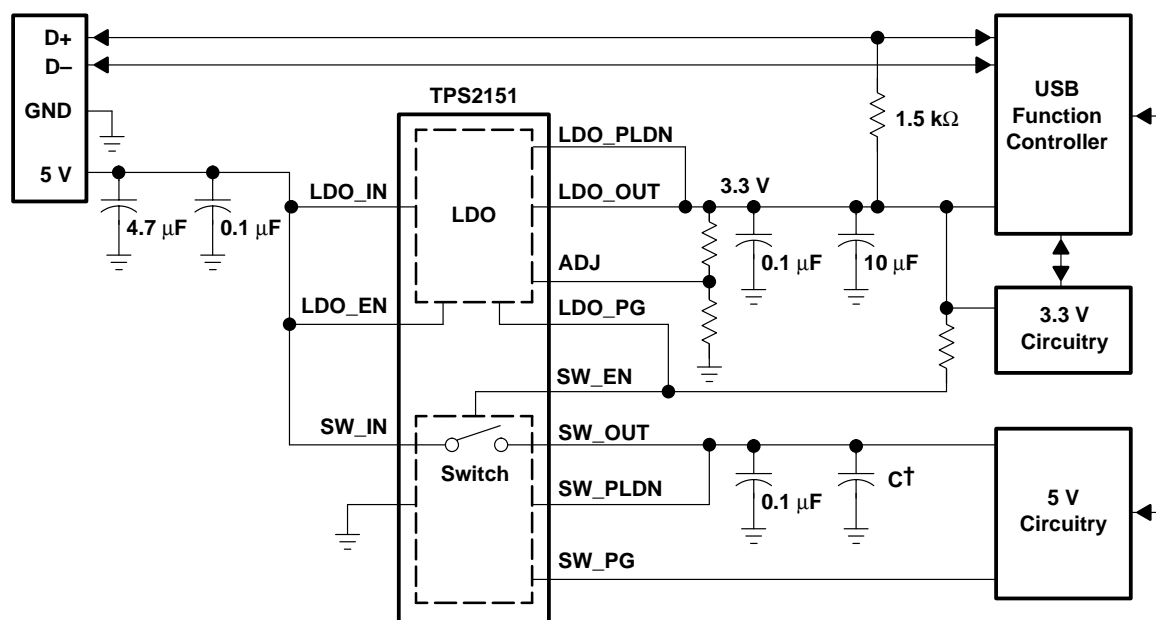 D+
D–
GND
5 V
4.7 μF
0.1 μF
TPS2151
LDO_IN
LDO_EN
SW_IN
LDO
Switch
LDO_PLDN
LDO_OUT
ADJ
LDO_PG
SW_EN
SW_OUT
SW_PLDN
SW_PG
3.3 V
0.1 μF
10 μF
1.5 kΩ
0.1 μF
C†
USB
Function
Controller
3.3 V
Circuitry
5 V
Circuitry